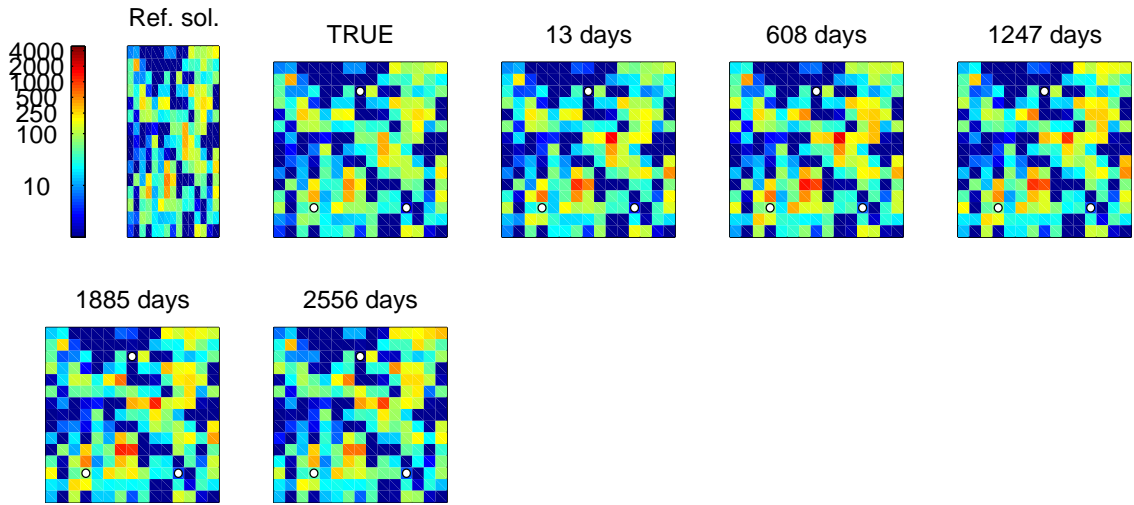 Ref. sol.
TRUE
13 days
608 days
1247 days
4000
2000
1000
500
250
100
10
1885 days
2556 days